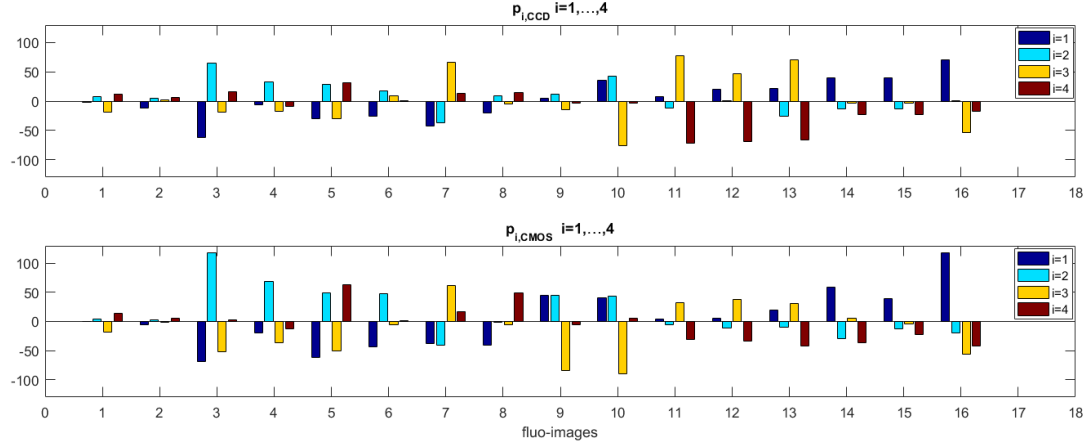 p i,CCD i=1,...,4
100
50
0
-50
-100
i=1
i=2
i=3
i=4
0 1 2 3 4 5 6 7 8 9 10 11 12 13 14 15 16 17 18
p i,CMOS i=1,...,4
100
50
0
-50
-100
i=1
i=2
i=3
i=4
0 1 2 3 4 5 6 7 8 9 10 11 12 13 14 15 16 17 18
fluo-images